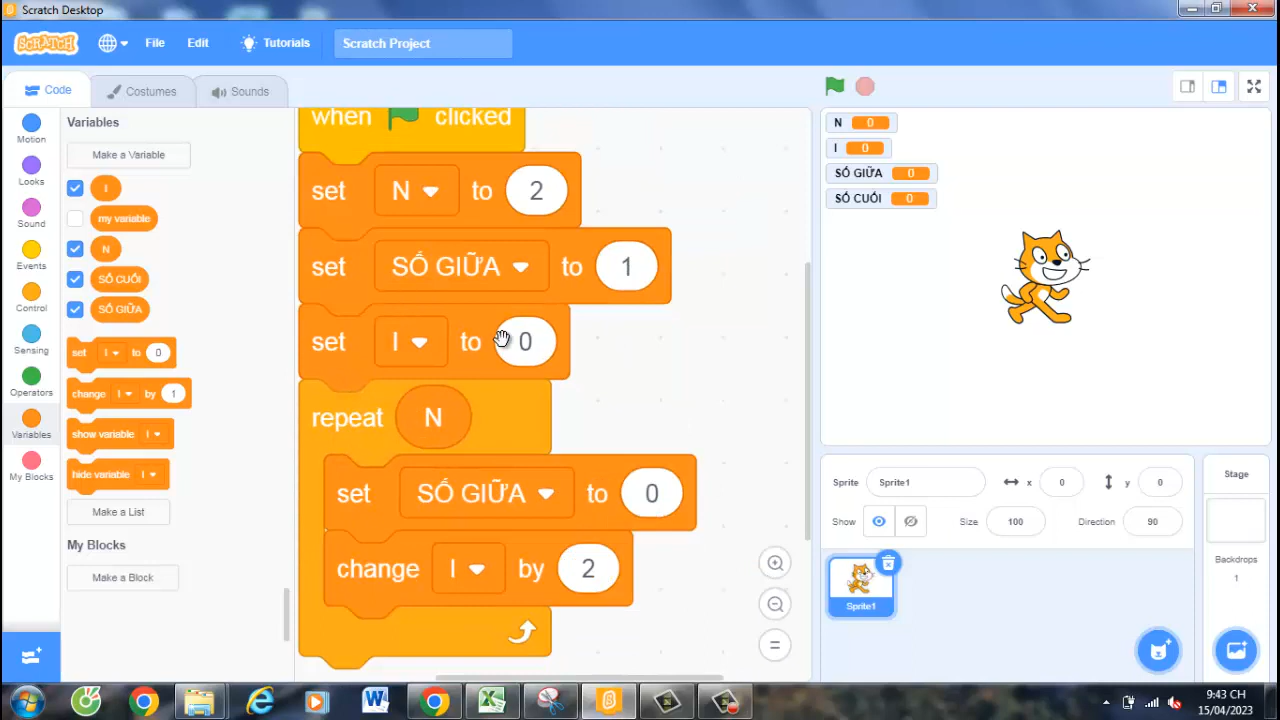 Scratch Desktop
SCRATCH
File
Edit
Tutorials
Scratch Project
Code
Costumes
Sounds
Motion
Looks
Sound
Events
Control
Sensing
Operators
Variables
My Blocks
Variables
Make a Variable
I
my variable
N
SỐ CUỐI
SỐ GIỮA
set I to 0
change I by 1
show variable I
hide variable I
Make a List
My Blocks
Make a Block
when clicked
set N to 2
set SỐ GIỮA to 1
set I to 0
repeat N
set SỐ GIỮA to 0
change I by 2
N 0
I 0
SỐ GIỮA 0
SỐ CUỐI 0
Sprite Sprite1 x 0 y 0
Show Size 100 Direction 90
Sprite1
Stage
Backdrops
1
9:43 CH
15/04/2023